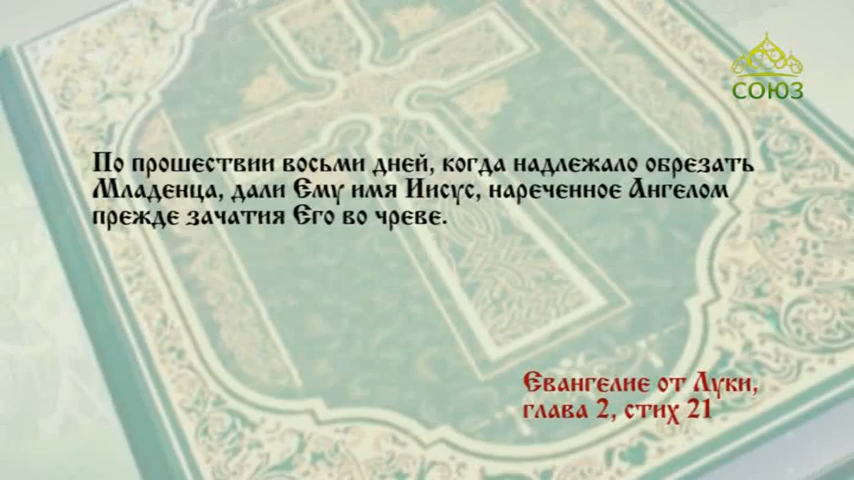 СОЮЗ
По прошествии восьми дней, когда надлежало обрезать
Младенца, дали Ему имя Иисус, нареченное Ангелом
прежде зачатия Его во чреве.
Евангелие от Луки,
глава 2, стих 21